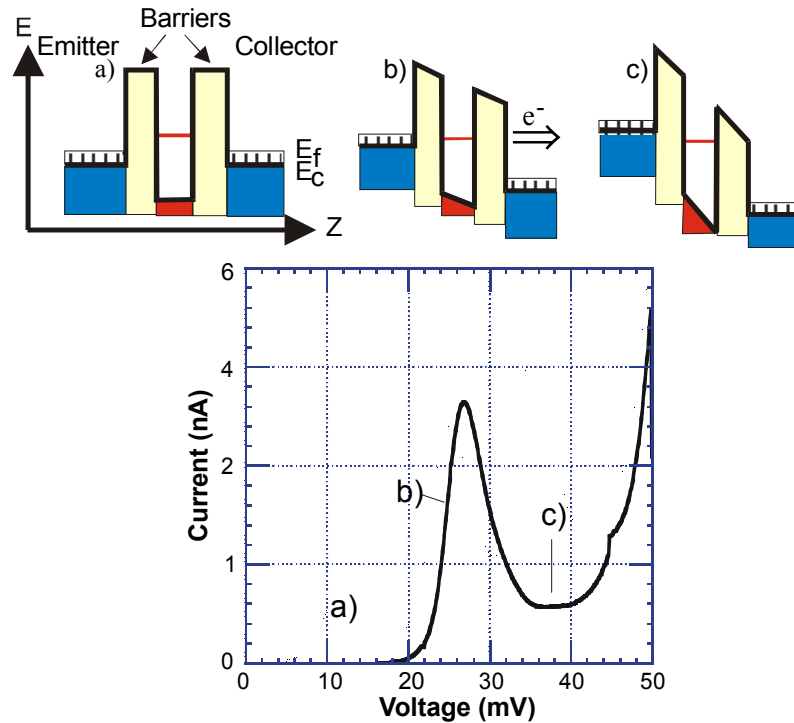 E
Barriers
Emitter
Collector
a)
b)
c)
e-
Ef
Ec
Z
6
4
2
1
0
Current (nA)
a)
b)
c)
0
10
20
30
40
50
Voltage (mV)